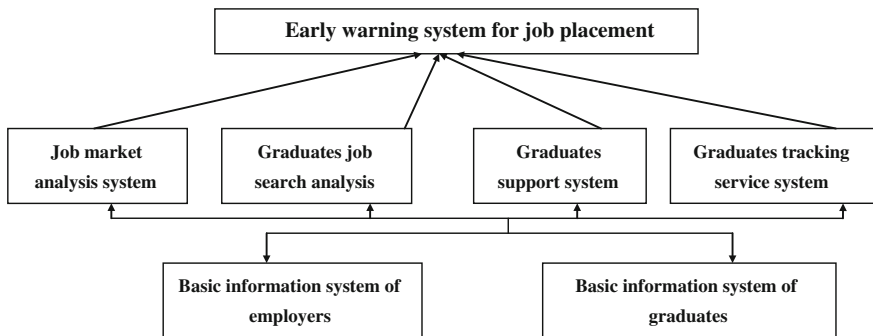 Early warning system for job placement
Job market
analysis system
Graduates job
search analysis
Graduates
support system
Graduates tracking
service system
Basic information system of
employers
Basic information system of
graduates